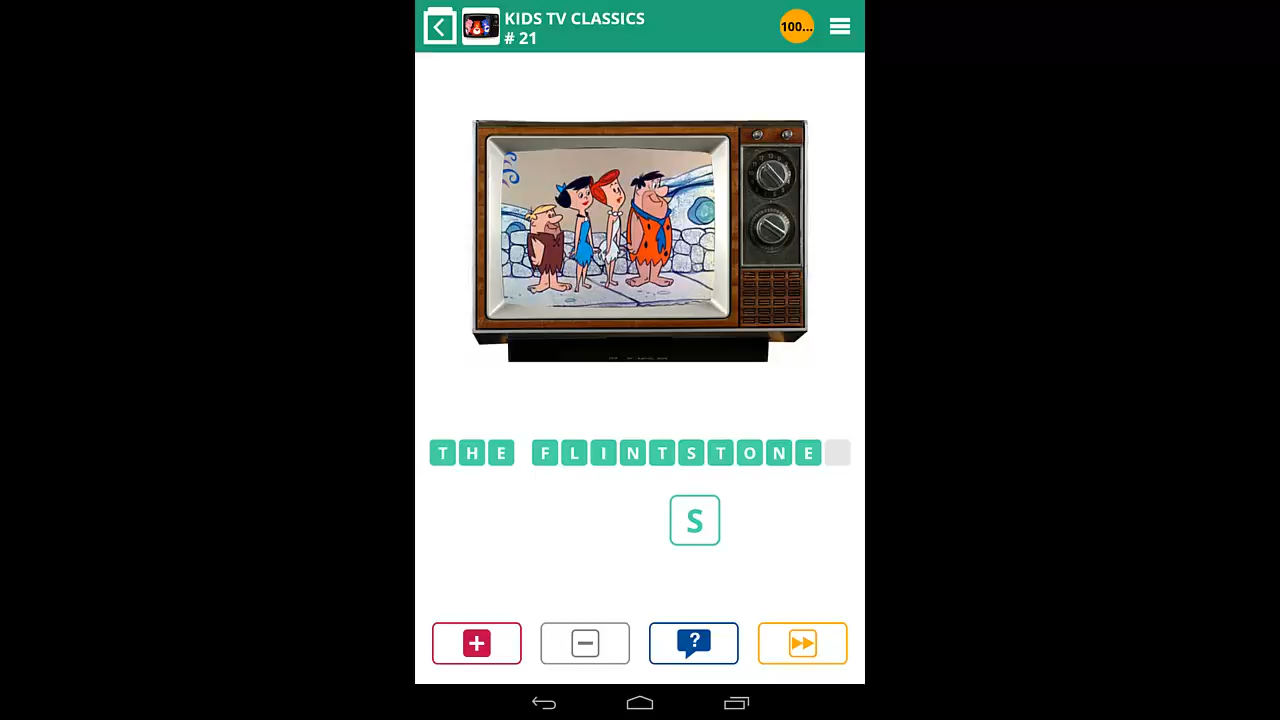 KIDS TV CLASSICS
# 21
100...
THE FLINTSTONE
S
+
−
?